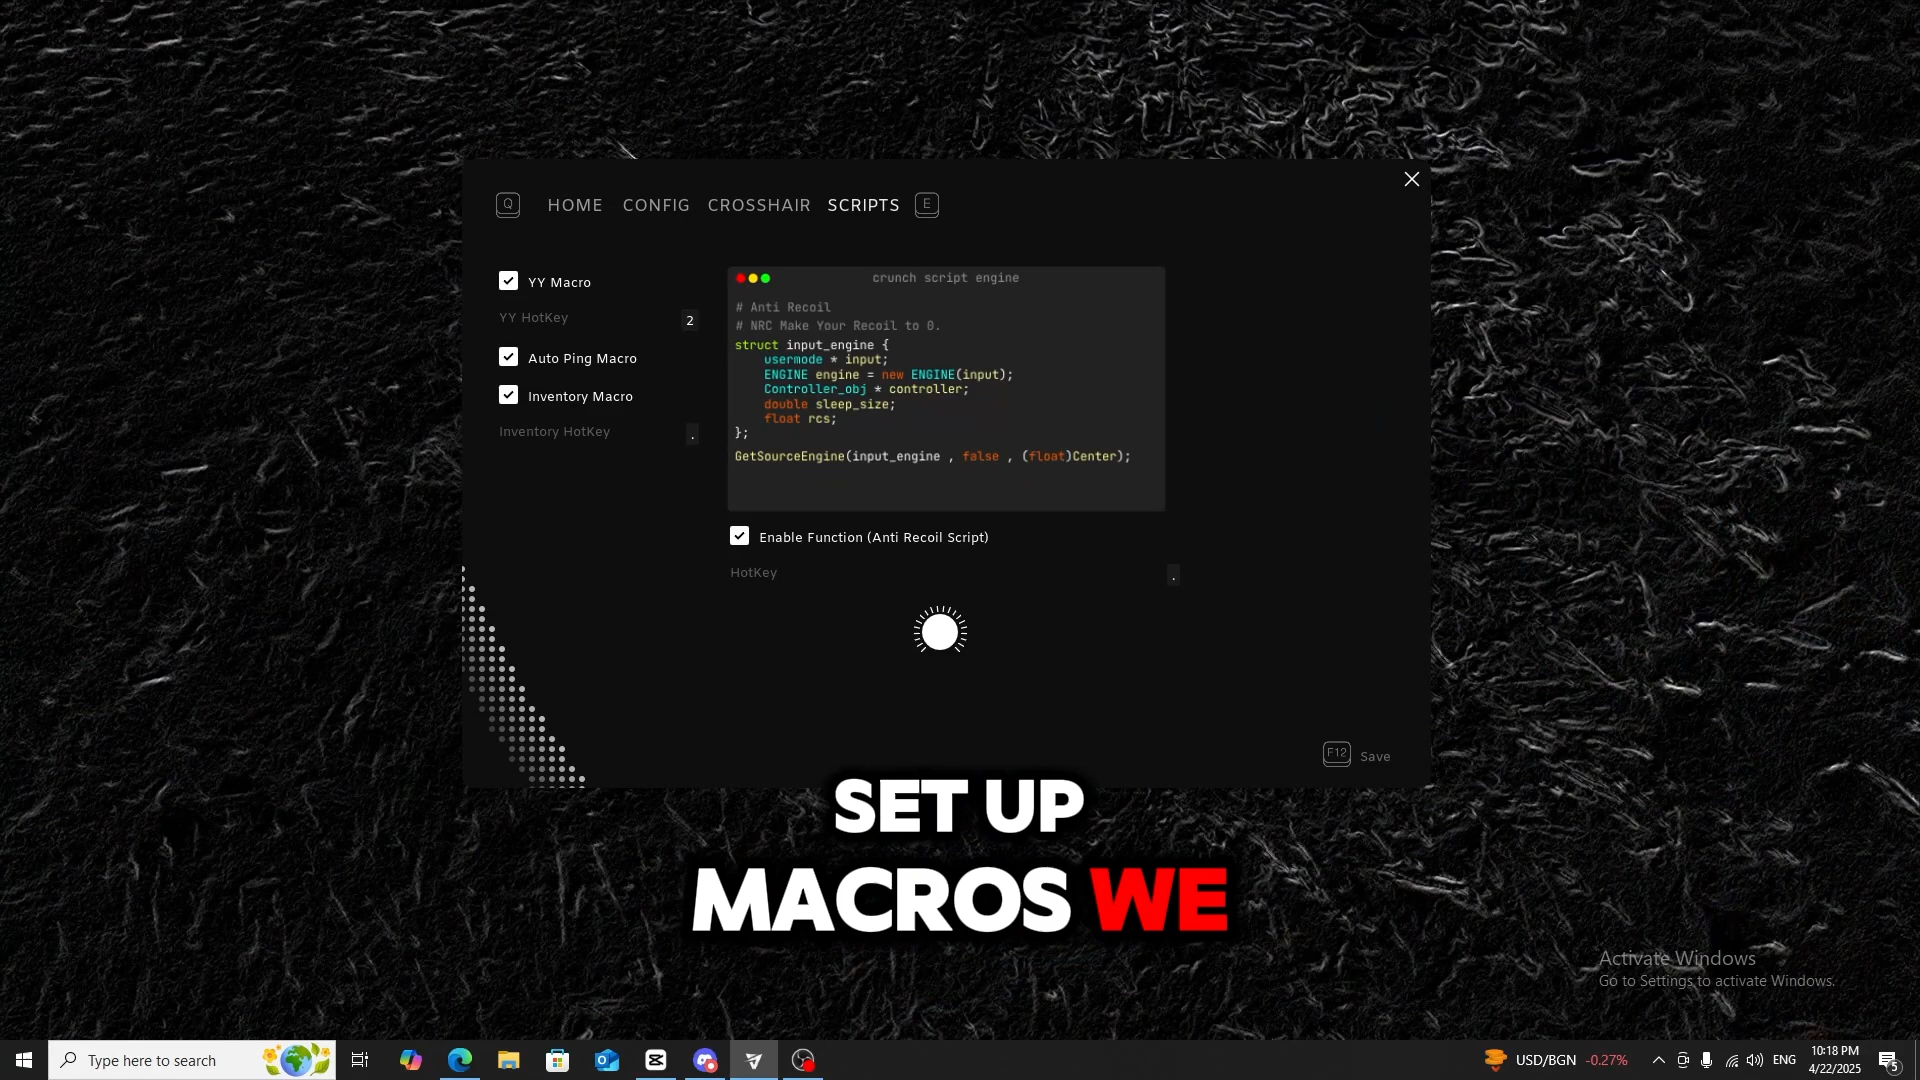 Q HOME CONFIG CROSSHAIR SCRIPTS E
YY Macro
YY HotKey 2
Auto Ping Macro
Inventory Macro
Inventory HotKey .
crunch script engine
# Anti Recoil
# NRC Make Your Recoil to 0.
struct input_engine {
usermode * input;
ENGINE engine = new ENGINE(input);
Controller_obj * controller;
double sleep_size;
float rcs;
};
GetSourceEngine(input_engine , false , (float)Center);
Enable Function (Anti Recoil Script)
HotKey .
F12 Save
SET UP
MACROS WE
Activate Windows
Go to Settings to activate Windows.
Type here to search
USD/BGN -0.27%
ENG
10:18 PM
4/22/2025
5